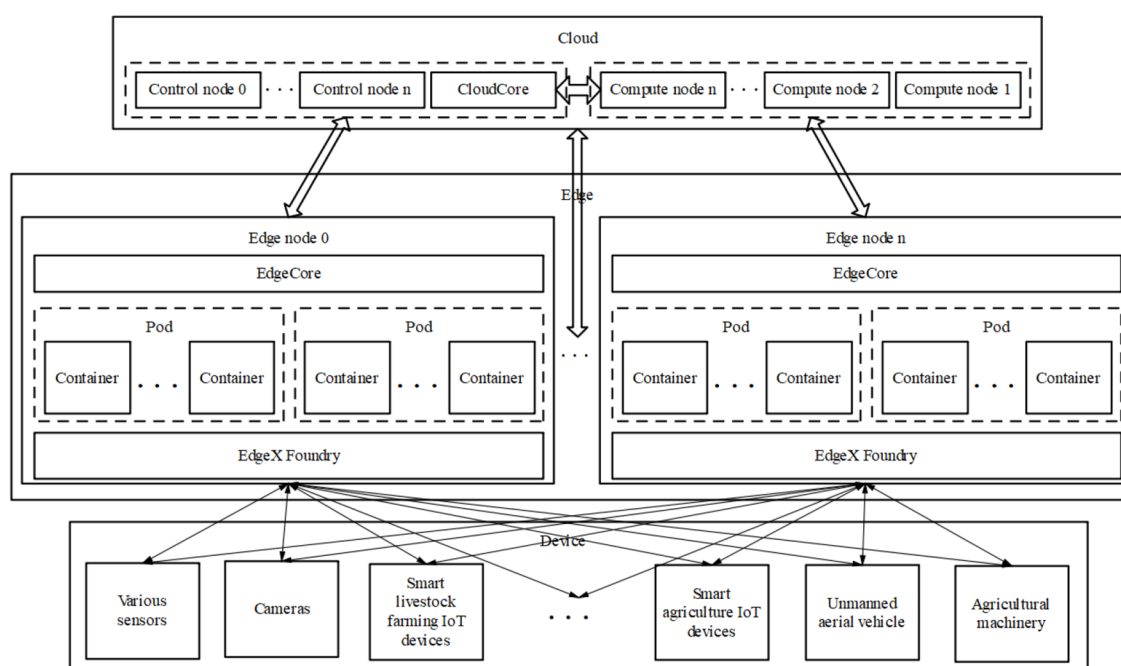 Cloud
Control node 0 · · · Control node n CloudCore Compute node n · · · Compute node 2 Compute node 1
Edge
Edge node 0 Edge node n
EdgeCore EdgeCore
Pod Pod Pod Pod
Container · · · Container Container · · · Container · · · Container · · · Container Container · · · Container
EdgeX Foundry EdgeX Foundry
Device
Various
sensors
Cameras
Smart
livestock
farming IoT
devices
· · ·
Smart
agriculture IoT
devices
Unmanned
aerial vehicle
Agricultural
machinery